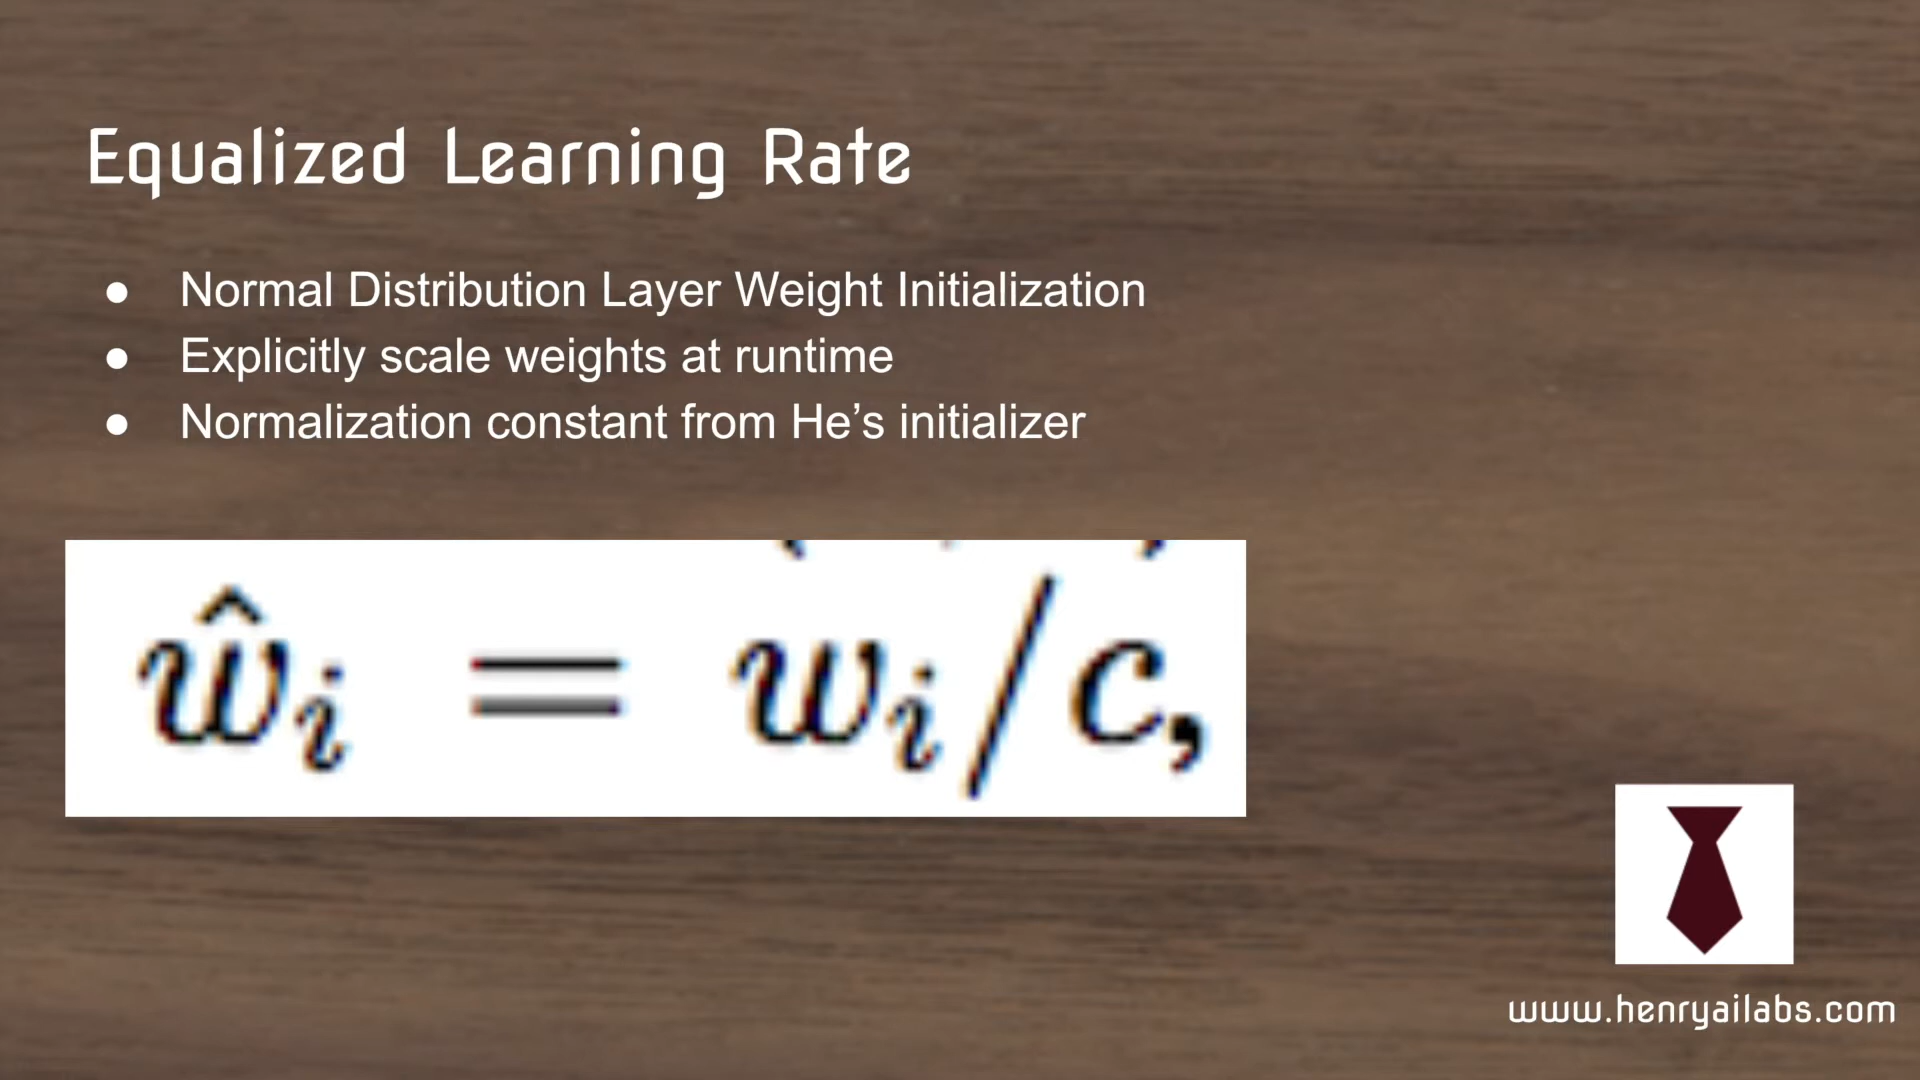 Equalized Learning Rate
● Normal Distribution Layer Weight Initialization
● Explicitly scale weights at runtime
● Normalization constant from He’s initializer
ŵᵢ = wᵢ/c,
www.henryailabs.com